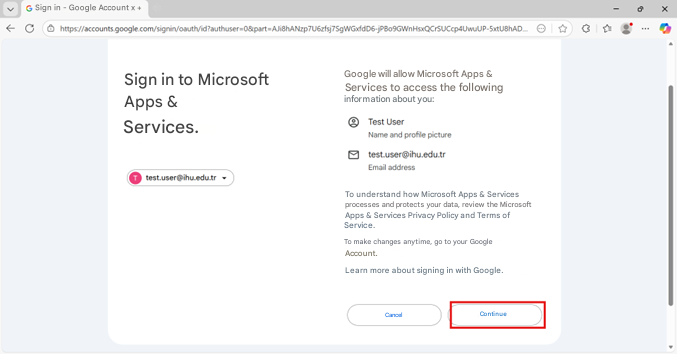 Sign in - Google Account x +
https://accounts.google.com/signin/oauth/id?authuser=0&part=AJi8hANzp7U6zfsj7SgWGxfdD6-jPBo9GWnHsxQCrSUCcp4UwuUP-5xtU8hAD...
Sign in to Microsoft
Apps &
Services.
T test.user@ihu.edu.tr
Google will allow Microsoft Apps &
Services to access the following
information about you:
Test User
Name and profile picture
test.user@ihu.edu.tr
Email address
To understand how Microsoft Apps & Services
processes and protects your data, review the Microsoft
Apps & Services Privacy Policy and Terms of
Service.
To make changes anytime, go to your Google
Account.
Learn more about signing in with Google.
Cancel
Continue